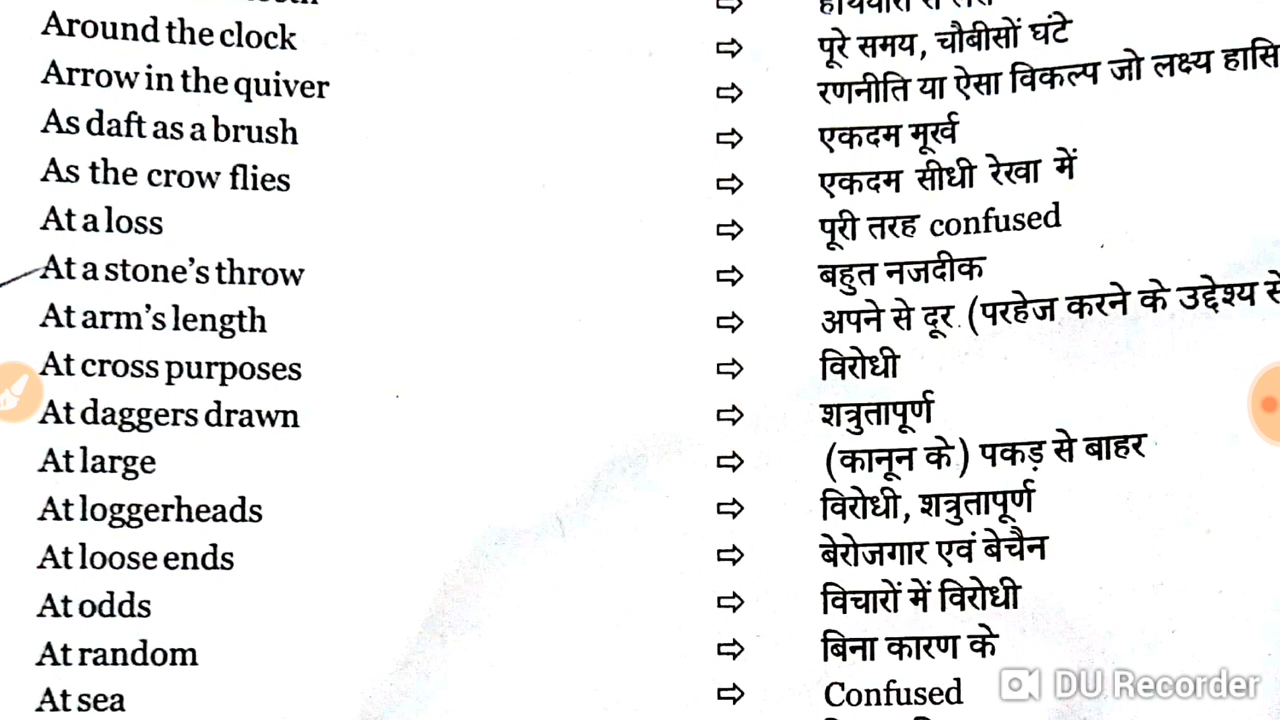 Around the clock ⇨ पूरे समय, चौबीसों घंटे
Arrow in the quiver ⇨ रणनीति या ऐसा विकल्प जो लक्ष्य
As daft as a brush ⇨ एकदम मूर्ख
As the crow flies ⇨ एकदम सीधी रेखा में
At a loss ⇨ पूरी तरह confused
At a stone's throw ⇨ बहुत नजदीक
At arm's length ⇨ अपने से दूर (परहेज करने के उद्देश्य से
At cross purposes ⇨ विरोधी
At daggers drawn ⇨ शत्रुतापूर्ण
At large ⇨ (कानून के) पकड़ से बाहर
At loggerheads ⇨ विरोधी, शत्रुतापूर्ण
At loose ends ⇨ बेरोजगार एवं बेचैन
At odds ⇨ विचारों में विरोधी
At random ⇨ बिना कारण के
At sea ⇨ Confused
DU Recorder